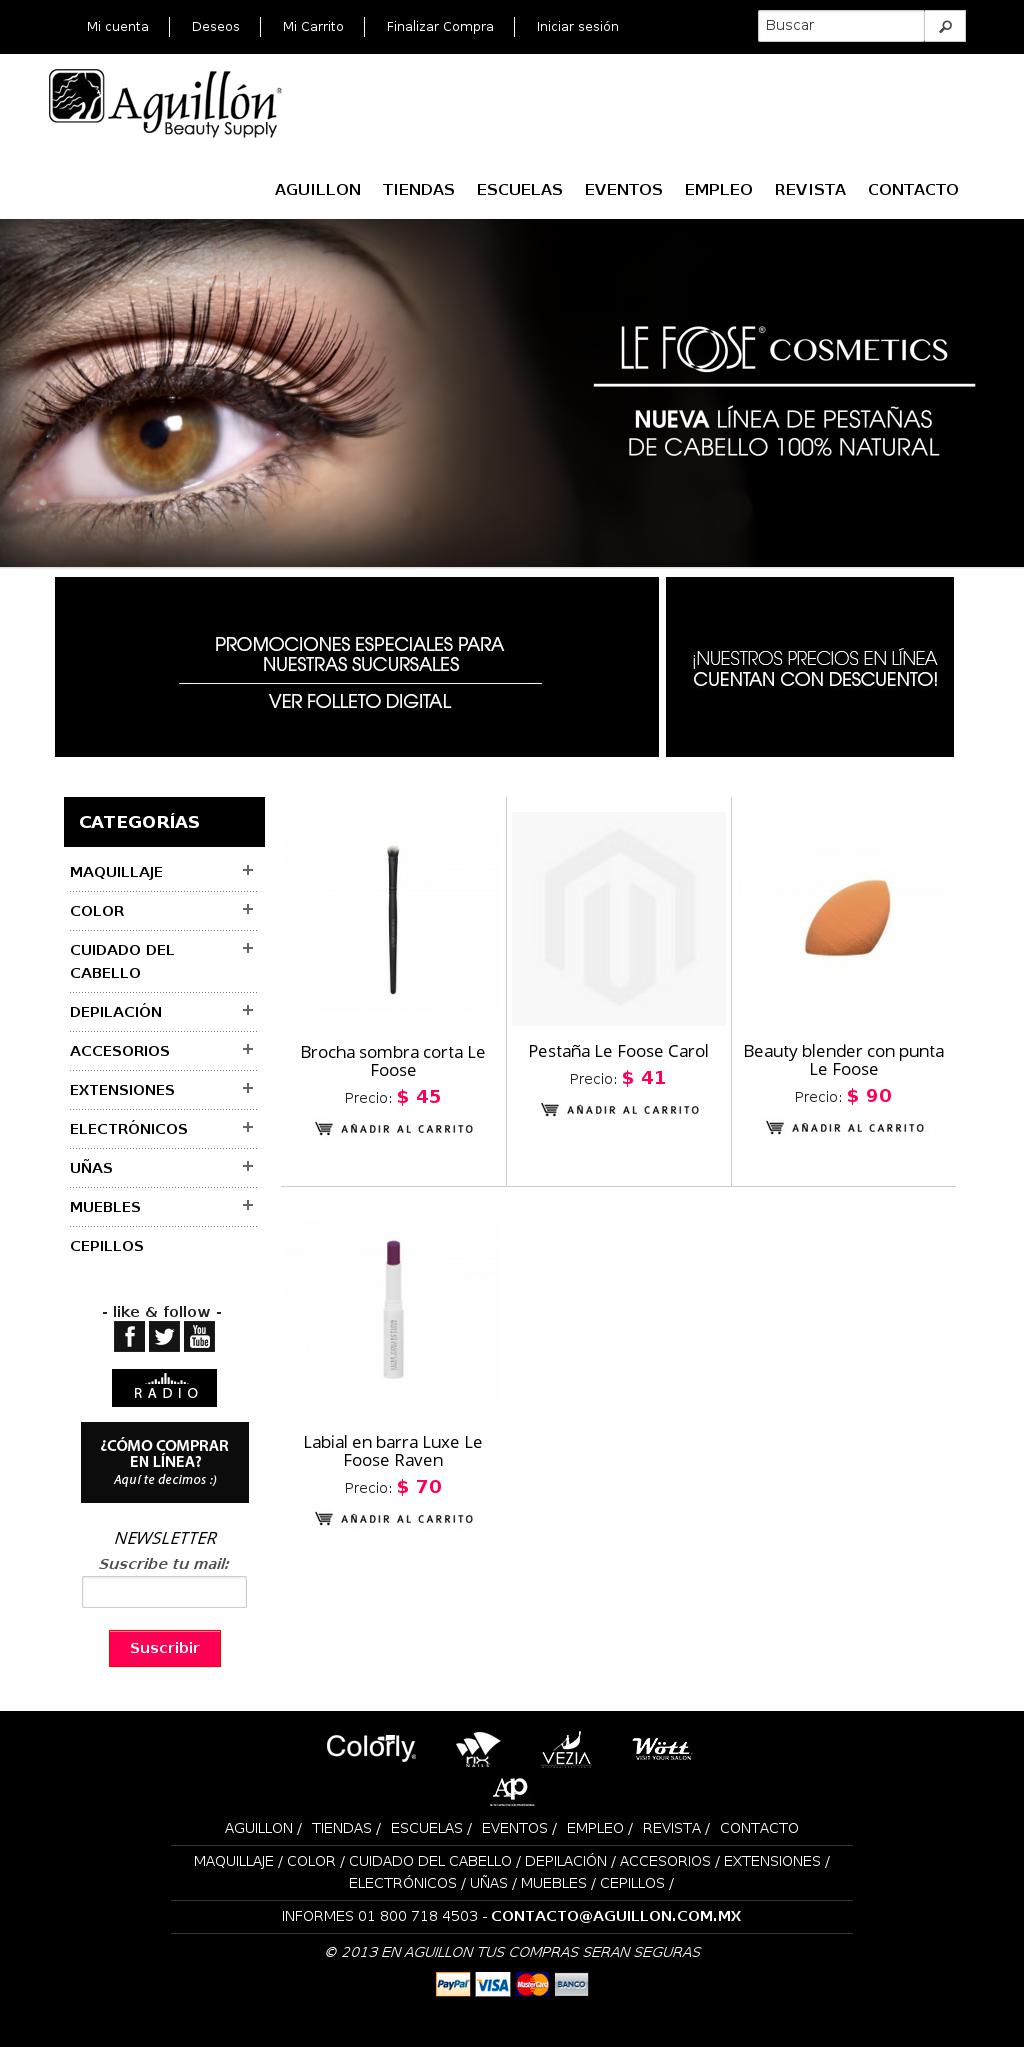 Mi cuenta
Deseos
Mi Carrito
Finalizar Compra
Iniciar sesión
Buscar
Aguillón®
Beauty Supply
AGUILLON TIENDAS ESCUELAS EVENTOS EMPLEO REVISTA CONTACTO
LE FOSE® COSMETICS
NUEVA LÍNEA DE PESTAÑAS
DE CABELLO 100% NATURAL
PROMOCIONES ESPECIALES PARA
NUESTRAS SUCURSALES
VER FOLLETO DIGITAL
¡NUESTROS PRECIOS EN LÍNEA
CUENTAN CON DESCUENTO!
CATEGORÍAS
MAQUILLAJE +
COLOR +
CUIDADO DEL +
CABELLO
DEPILACIÓN +
ACCESORIOS +
EXTENSIONES +
ELECTRÓNICOS +
UÑAS +
MUEBLES +
CEPILLOS
- like & follow -
You
Tube
RADIO
¿CÓMO COMPRAR
EN LÍNEA?
Aquí te decimos :)
NEWSLETTER
Suscribe tu mail:
Suscribir
Brocha sombra corta Le
Foose
Precio: $ 45
AÑADIR AL CARRITO
Pestaña Le Foose Carol
Precio: $ 41
AÑADIR AL CARRITO
Beauty blender con punta
Le Foose
Precio: $ 90
AÑADIR AL CARRITO
Labial en barra Luxe Le
Foose Raven
Precio: $ 70
AÑADIR AL CARRITO
Colorfly®
nix
NAILS
VEZIA
Wött
VISIT YOUR SALON
Ap
AGUILLON / TIENDAS / ESCUELAS / EVENTOS / EMPLEO / REVISTA / CONTACTO
MAQUILLAJE / COLOR / CUIDADO DEL CABELLO / DEPILACIÓN / ACCESORIOS / EXTENSIONES /
ELECTRÓNICOS / UÑAS / MUEBLES / CEPILLOS /
INFORMES 01 800 718 4503 - CONTACTO@AGUILLON.COM.MX
© 2013 EN AGUILLON TUS COMPRAS SERAN SEGURAS
PayPal VISA MasterCard BANCO